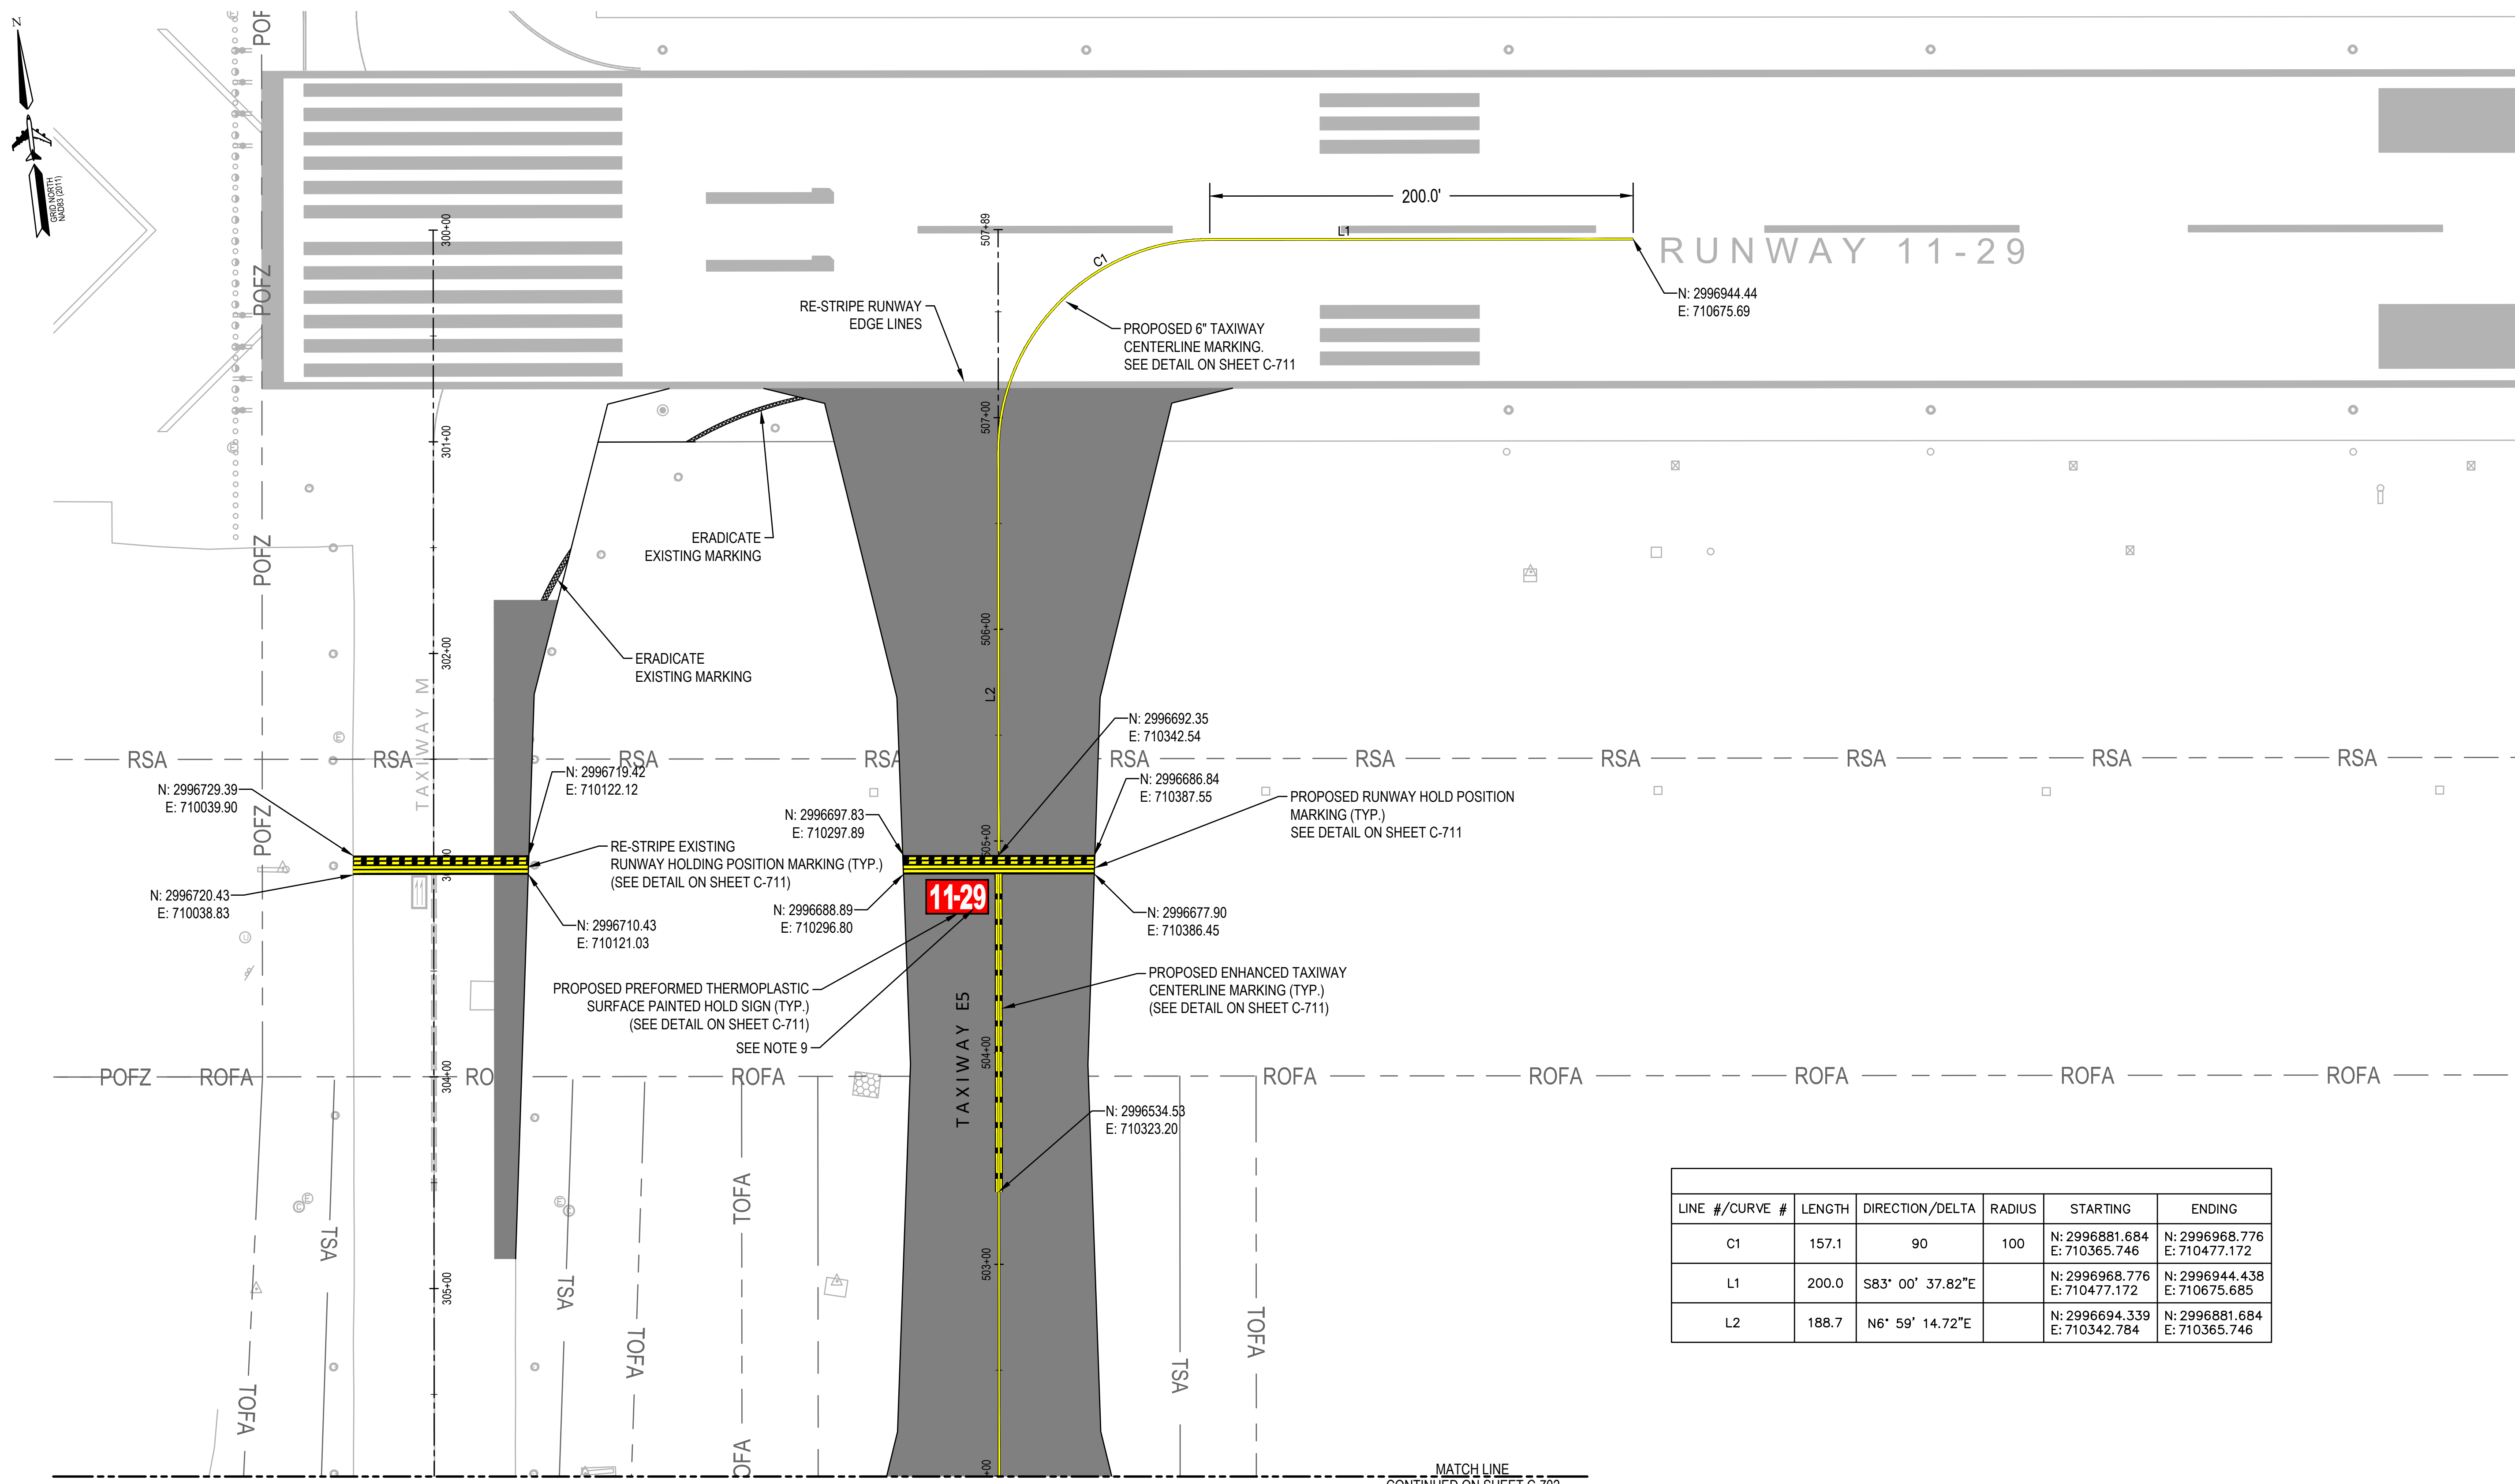 N
GRID NORTH
NAD83 (2011)
POF
POFZ
300+00
507+89
200.0'
L1
C1
RUNWAY 11-29
N: 2996944.44
E: 710675.69
RE-STRIPE RUNWAY
EDGE LINES
PROPOSED 6" TAXIWAY
CENTERLINE MARKING.
SEE DETAIL ON SHEET C-711
507+00
301+00
E
ERADICATE
EXISTING MARKING
POFZ
506+00
302+00
ERADICATE
EXISTING MARKING
L2
TAXIWAY M
N: 2996692.35
E: 710342.54
E
RSA RSA RSA RSA RSA RSA RSA RSA RSA RSA
N: 2996729.39
E: 710039.90
N: 2996719.42
E: 710122.12
N: 2996686.84
E: 710387.55
PROPOSED RUNWAY HOLD POSITION
MARKING (TYP.)
SEE DETAIL ON SHEET C-711
N: 2996697.83
E: 710297.89
POFZ
RE-STRIPE EXISTING
RUNWAY HOLDING POSITION MARKING (TYP.)
(SEE DETAIL ON SHEET C-711)
N: 2996720.43
E: 710038.83
11-29
N: 2996688.89
E: 710296.80
N: 2996677.90
E: 710386.45
N: 2996710.43
E: 710121.03
U
PROPOSED PREFORMED THERMOPLASTIC
SURFACE PAINTED HOLD SIGN (TYP.)
(SEE DETAIL ON SHEET C-711)
SEE NOTE 9
PROPOSED ENHANCED TAXIWAY
CENTERLINE MARKING (TYP.)
(SEE DETAIL ON SHEET C-711)
TAXIWAY E5
504+00
304+00
POFZ ROFA RO ROFA ROFA ROFA ROFA ROFA ROFA
N: 2996534.53
E: 710323.20
TSA
TOFA
C E
E
503+00
305+00
TSA
TOFA
TOFA
TSA
TOFA
OFA
+00
LINE #/CURVE # LENGTH DIRECTION/DELTA RADIUS STARTING ENDING
C1 157.1 90 100 N: 2996881.684 E: 710365.746 N: 2996968.776 E: 710477.172
L1 200.0 S83° 00' 37.82"E N: 2996968.776 E: 710477.172 N: 2996944.438 E: 710675.685
L2 188.7 N6° 59' 14.72"E N: 2996694.339 E: 710342.784 N: 2996881.684 E: 710365.746
MATCH LINE
CONTINUED ON SHEET C-702